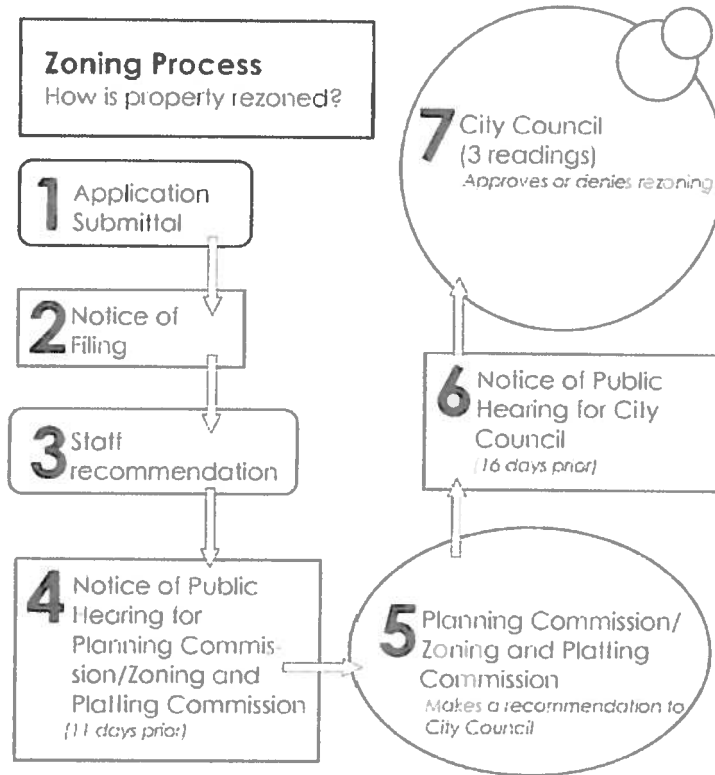 Zoning Process
How is property rezoned?
1 Application
Submittal
2 Notice of
Filing
3 Staff
recommendation
4 Notice of Public
Hearing for
Planning Commis-
sion/Zoning and
Platting Commission
(11 days prior)
5 Planning Commission/
Zoning and Platting
Commission
Makes a recommendation to
City Council
6 Notice of Public
Hearing for City
Council
(16 days prior)
7 City Council
(3 readings)
Approves or denies rezoning